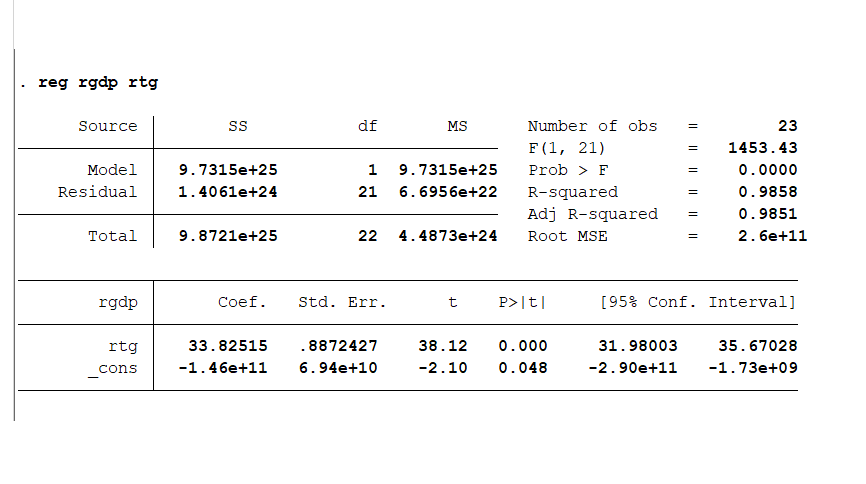 . reg rgdp rtg
Source SS df MS Number of obs = 23
F(1, 21) = 1453.43
Model 9.7315e+25 1 9.7315e+25 Prob > F = 0.0000
Residual 1.4061e+24 21 6.6956e+22 R-squared = 0.9858
Adj R-squared = 0.9851
Total 9.8721e+25 22 4.4873e+24 Root MSE = 2.6e+11
rgdp Coef. Std. Err. t P>|t| [95% Conf. Interval]
rtg 33.82515 .8872427 38.12 0.000 31.98003 35.67028
_cons -1.46e+11 6.94e+10 -2.10 0.048 -2.90e+11 -1.73e+09